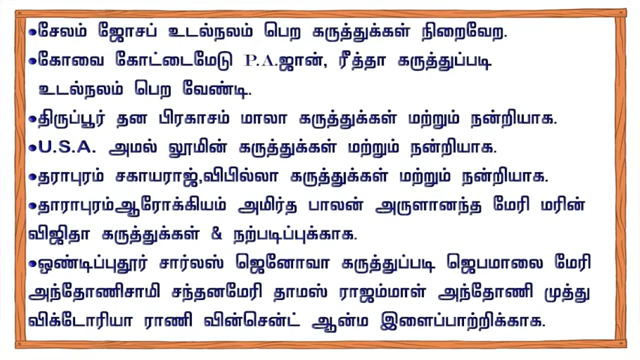 •சேலம் ஜோசப் உடல்நலம் பெற கருத்துக்கள் நிறைவேற.
•கோவை கோட்டைமேடு P.A.ஜான், ரீத்தா கருத்துப்படி
உடல்நலம் பெற வேண்டி.
•திருப்பூர் தன பிரகாசம் மாலா கருத்துக்கள் மற்றும் நன்றியாக.
•U.S.A. அமல் லூமின் கருத்துக்கள் மற்றும் நன்றியாக.
•தராபுரம் சகாயராஜ்,விபில்லா கருத்துக்கள் மற்றும் நன்றியாக.
•தாராபுரம்ஆரோக்கியம் அமிர்த பாலன் அருளானந்த மேரி மரின்
விஜிதா கருத்துக்கள் & நற்படிப்புக்காக.
•ஒண்டிப்புதூர் சார்லஸ் ஜெனோவா கருத்துப்படி ஜெபமாலை மேரி
அந்தோணிசாமி சந்தனமேரி தாமஸ் ராஜம்மாள் அந்தோணி முத்து
விக்டோரியா ராணி வின்சென்ட் ஆன்ம இளைப்பாற்றிக்காக.